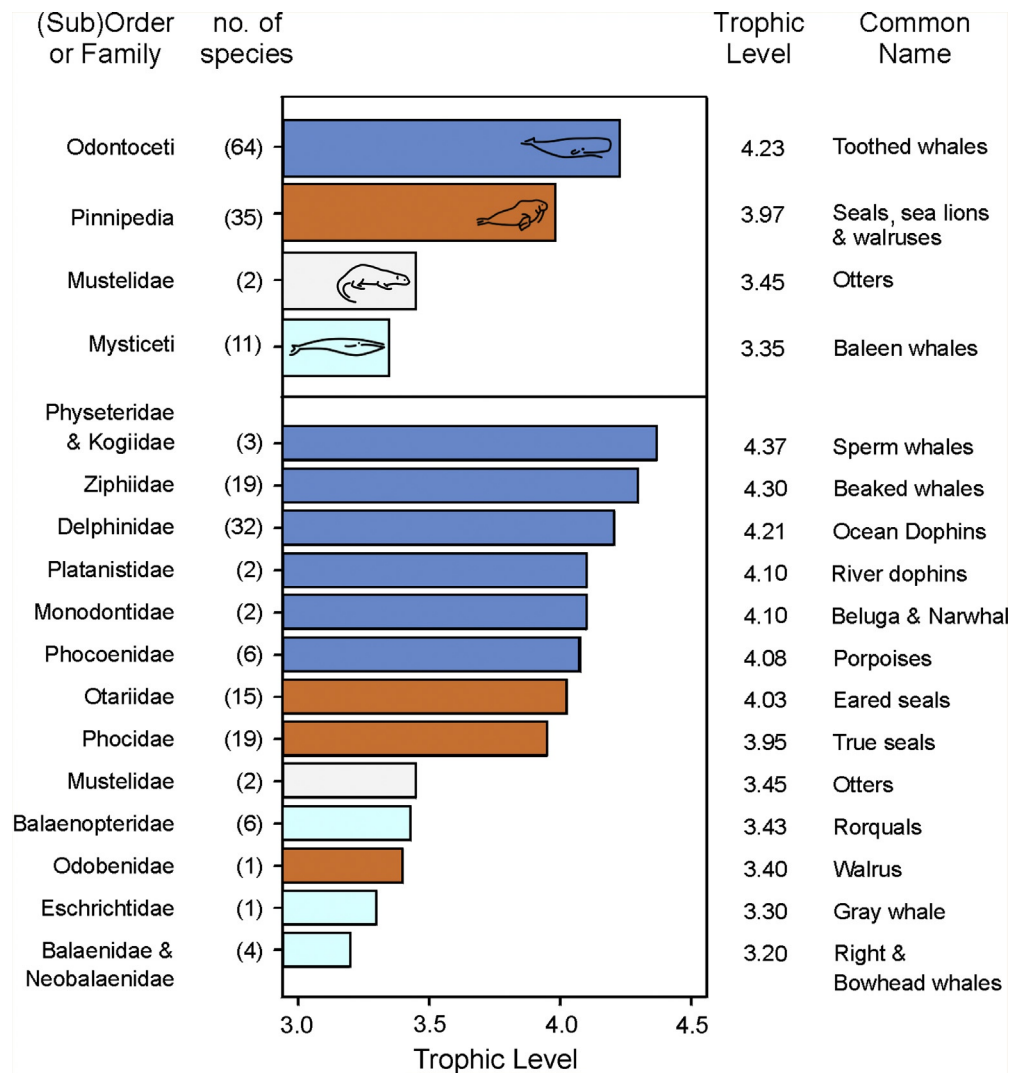 (Sub)Order no. of Trophic Common
or Family species Level Name
Odontoceti (64) 4.23 Toothed whales
Pinnipedia (35) 3.97 Seals, sea lions
& walruses
Mustelidae (2) 3.45 Otters
Mysticeti (11) 3.35 Baleen whales
Physeteridae
& Kogiidae (3) 4.37 Sperm whales
Ziphiidae (19) 4.30 Beaked whales
Delphinidae (32) 4.21 Ocean Dophins
Platanistidae (2) 4.10 River dophins
Monodontidae (2) 4.10 Beluga & Narwhal
Phocoenidae (6) 4.08 Porpoises
Otariidae (15) 4.03 Eared seals
Phocidae (19) 3.95 True seals
Mustelidae (2) 3.45 Otters
Balaenopteridae (6) 3.43 Rorquals
Odobenidae (1) 3.40 Walrus
Eschrichtidae (1) 3.30 Gray whale
Balaenidae & (4) 3.20 Right &
Neobalaenidae Bowhead whales
3.0 3.5 4.0 4.5
Trophic Level